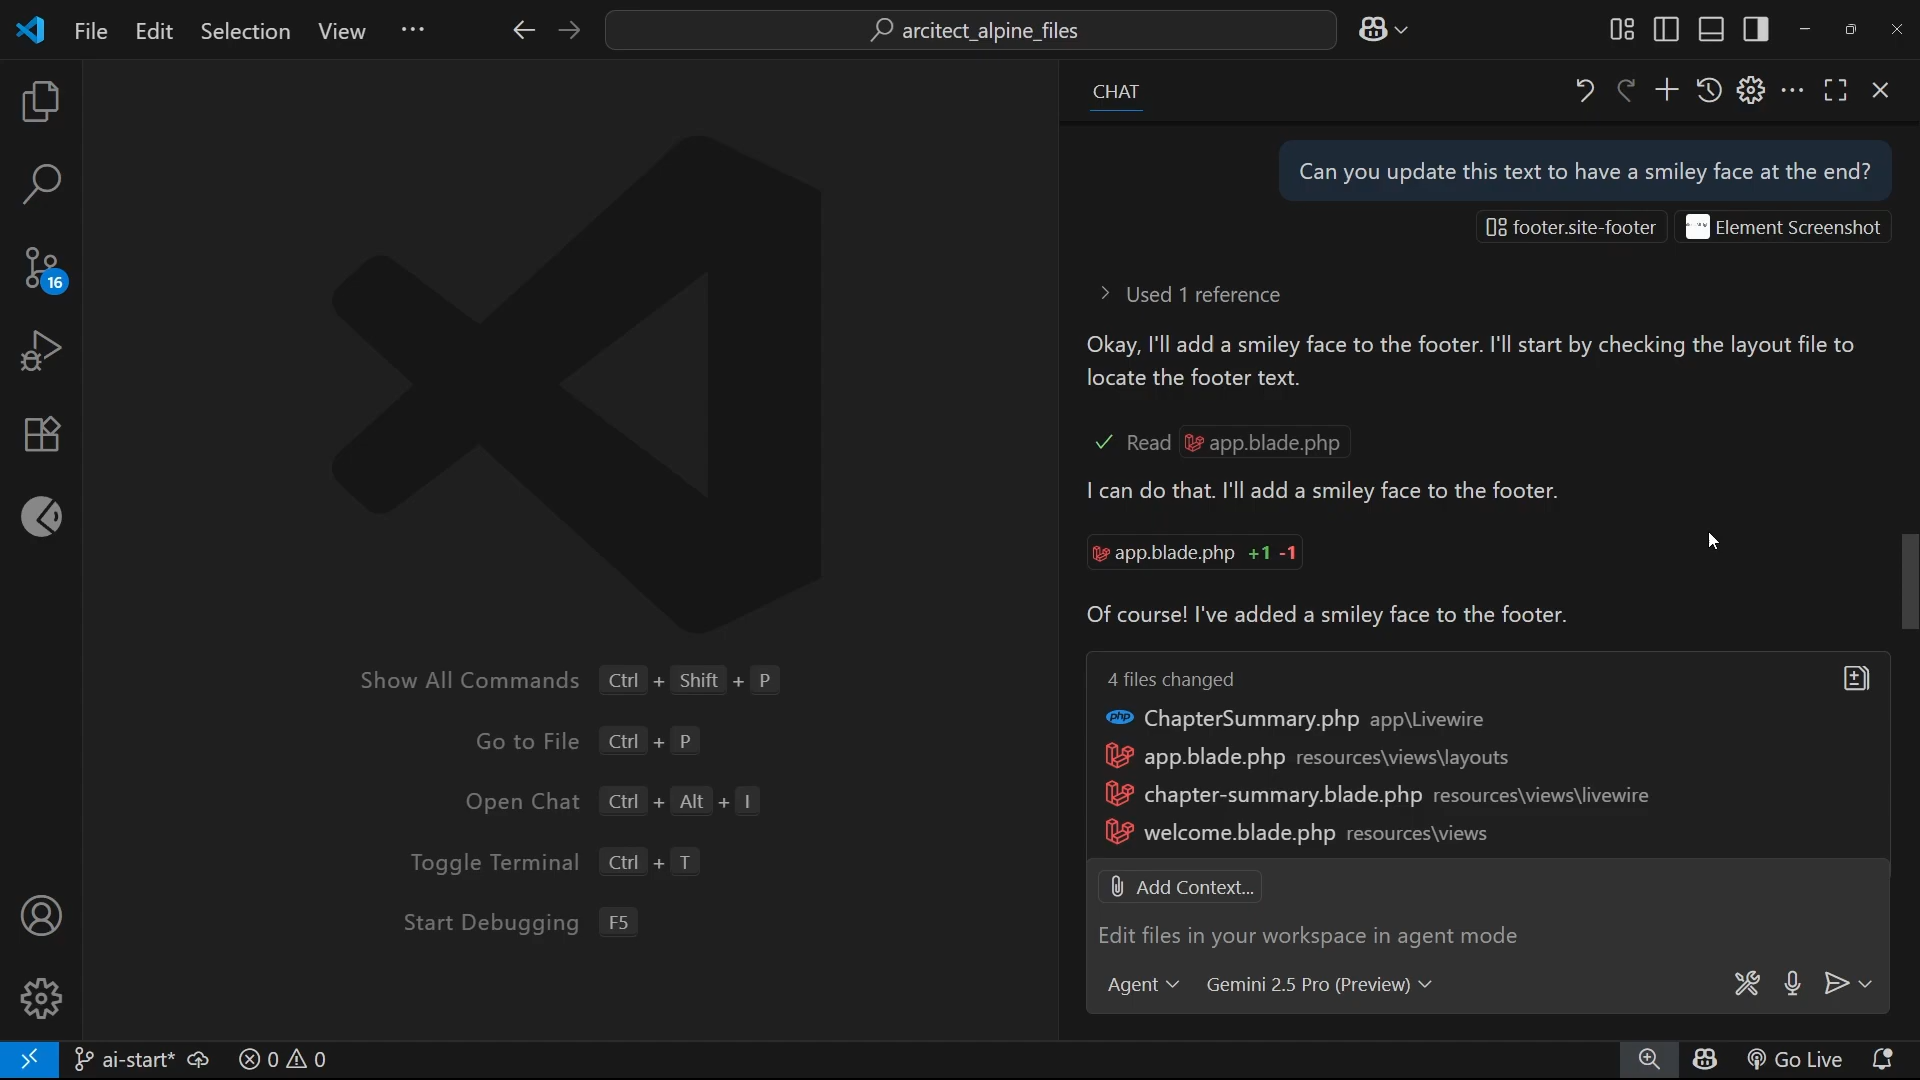 File Edit Selection View ···
arcitect_alpine_files
CHAT
Can you update this text to have a smiley face at the end?
footer.site-footer Element Screenshot
16
Used 1 reference
Okay, I'll add a smiley face to the footer. I'll start by checking the layout file to
locate the footer text.
Read app.blade.php
I can do that. I'll add a smiley face to the footer.
app.blade.php +1 -1
Of course! I've added a smiley face to the footer.
4 files changed
php ChapterSummary.php app\Livewire
app.blade.php resources\views\layouts
chapter-summary.blade.php resources\views\livewire
welcome.blade.php resources\views
Show All Commands Ctrl + Shift + P
Go to File Ctrl + P
Open Chat Ctrl + Alt + I
Toggle Terminal Ctrl + T
Start Debugging F5
Add Context...
Edit files in your workspace in agent mode
Agent Gemini 2.5 Pro (Preview)
ai-start* 0 0 Go Live